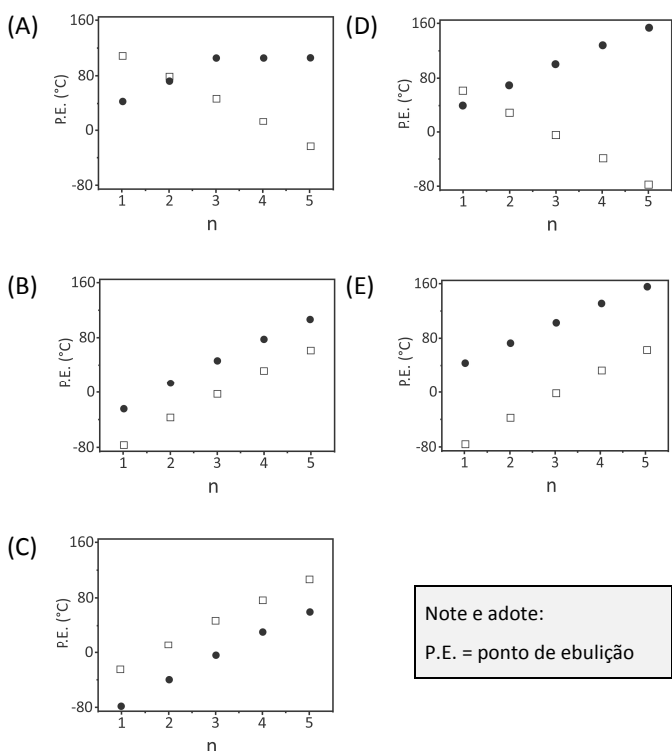 (A)
160
80
0
-80
P.E. (°C)
1 2 3 4 5
n
(D)
160
80
0
-80
P.E. (°C)
1 2 3 4 5
n
(B)
160
80
0
-80
P.E. (°C)
1 2 3 4 5
n
(E)
160
80
0
-80
P.E. (°C)
1 2 3 4 5
n
(C)
160
80
0
-80
P.E. (°C)
1 2 3 4 5
n
Note e adote:
P.E. = ponto de ebulição